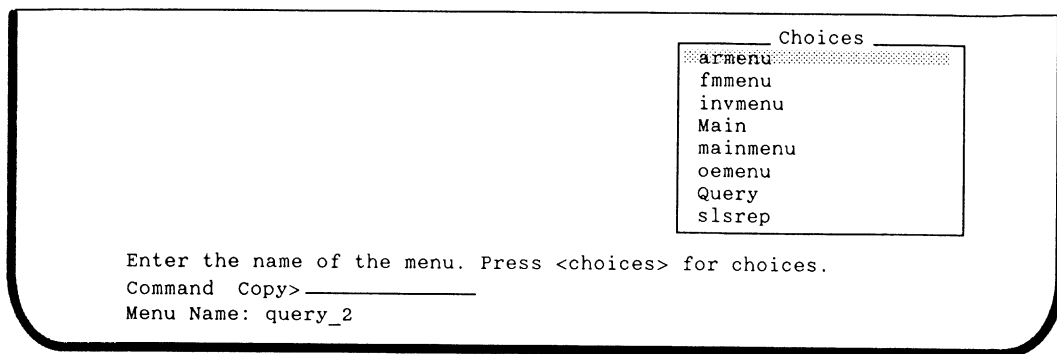 Choices
armenu
fmmenu
invmenu
Main
mainmenu
oemenu
Query
slsrep
Enter the name of the menu. Press <choices> for choices.
Command Copy>
Menu Name: query_2